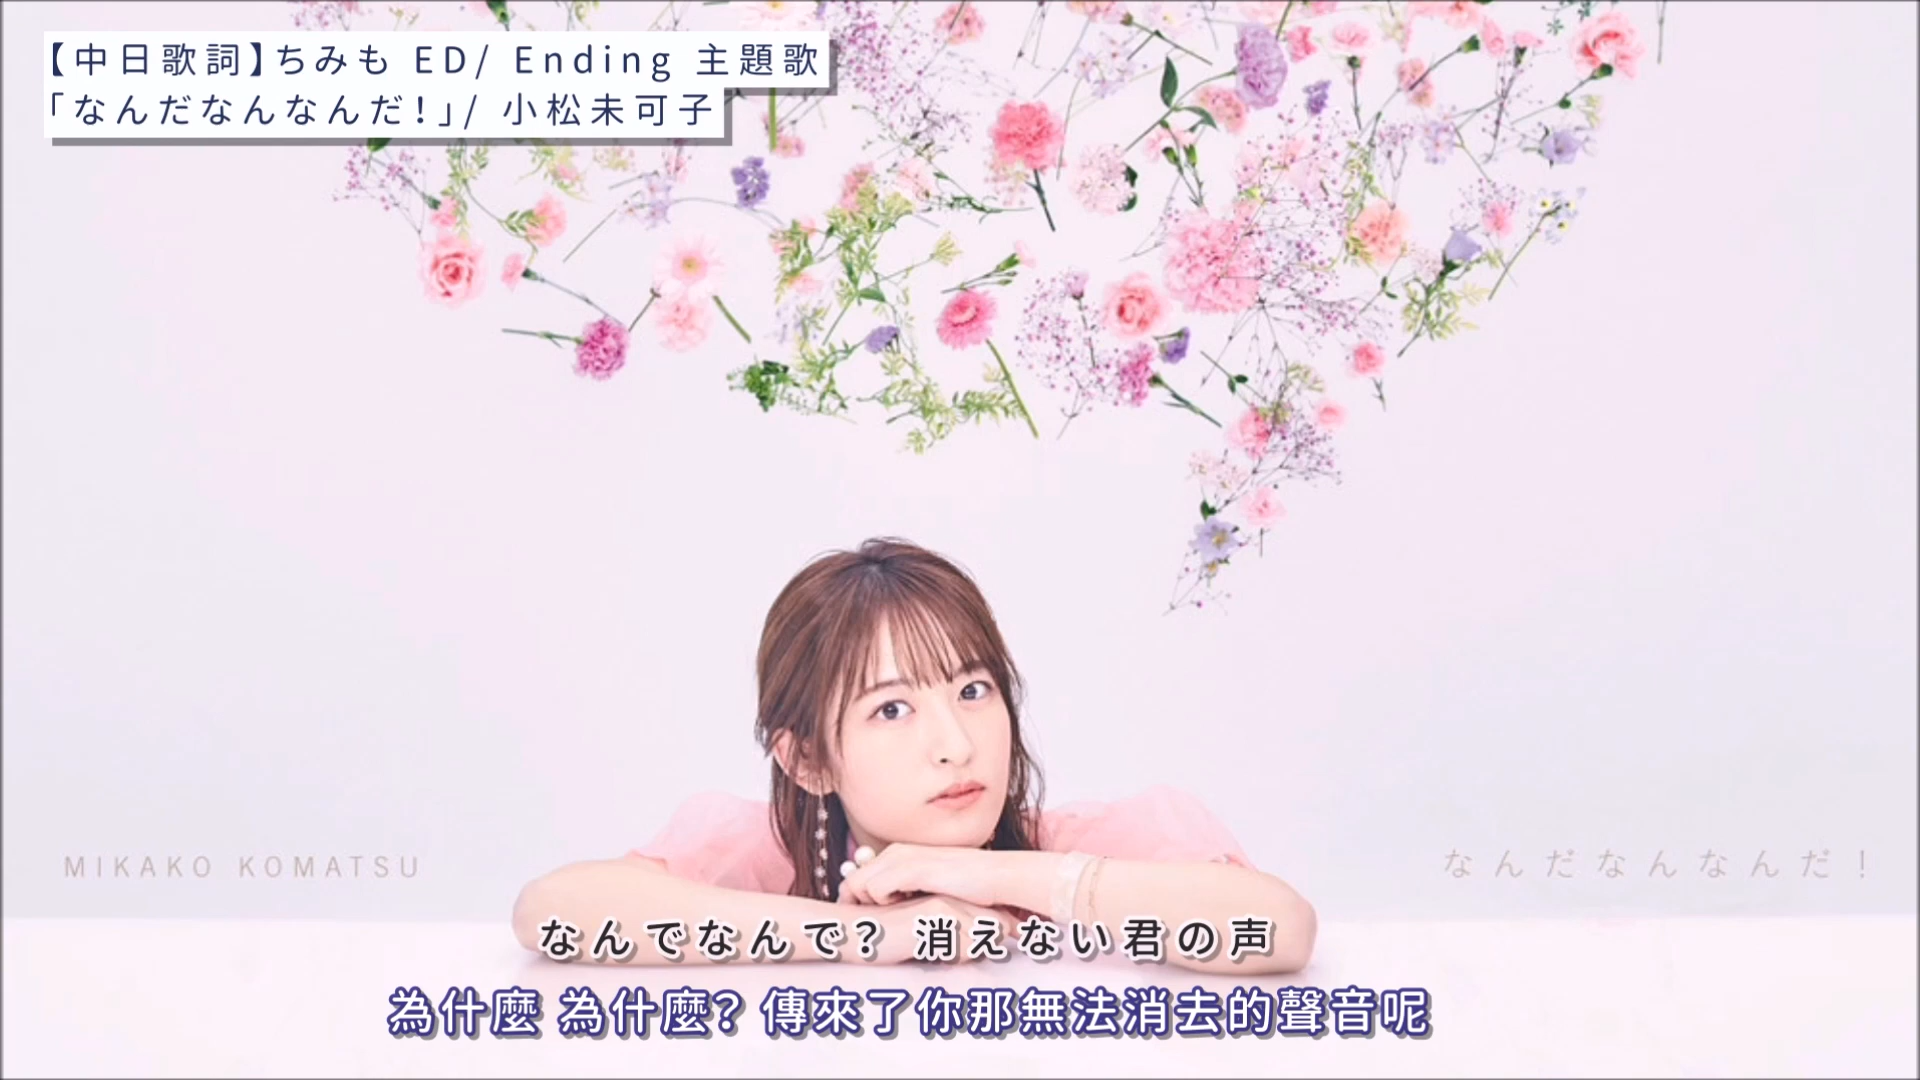 【中日歌詞】ちみも ED/ Ending 主題歌
「なんだなんなんだ！」/ 小松未可子
MIKAKO KOMATSU
なんだなんなんだ！
なんでなんで？ 消えない君の声
為什麼 為什麼？ 傳來了你那無法消去的聲音呢